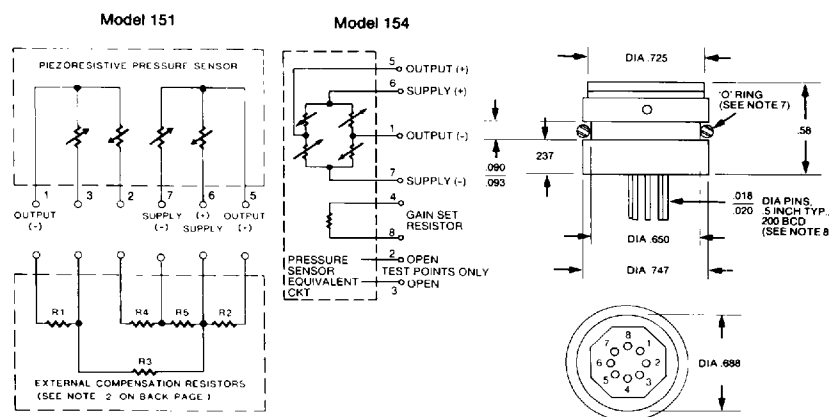 Model 151
PIEZORESISTIVE PRESSURE SENSOR
1 3 2 7 6 5
OUTPUT (-)
SUPPLY (-)
(+) SUPPLY
OUTPUT (-)
R1 R4 R5 R2
R3
EXTERNAL COMPENSATION RESISTORS
(SEE NOTE 2 ON BACK PAGE)
Model 154
5 OUTPUT (+)
6 SUPPLY (+)
1 OUTPUT (-)
7 SUPPLY (-)
4
GAIN SET
RESISTOR
8
PRESSURE
SENSOR
EQUIVALENT
CKT
2 OPEN
TEST POINTS ONLY
3 OPEN
DIA .725
'O' RING
(SEE NOTE 7)
.58
237
.090
.093
.018
.020
DIA PINS,
.5 INCH TYP.,
200 BCD
(SEE NOTE 8)
DIA .650
DIA 747
8
7 1
6 2
5 3
4
DIA .688